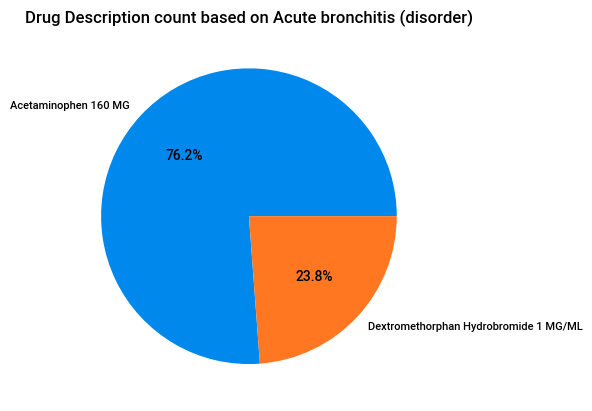 Drug Description count based on Acute bronchitis (disorder)
Acetaminophen 160 MG
76.2%
23.8%
Dextromethorphan Hydrobromide 1 MG/ML